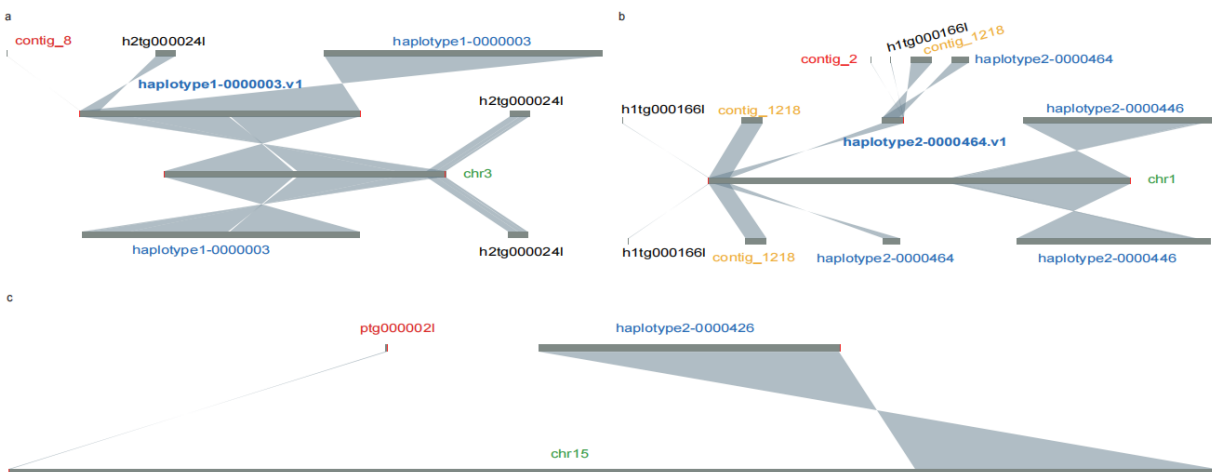 a
contig_8
h2tg000024l
haplotype1-0000003
haplotype1-0000003.v1
h2tg000024l
chr3
haplotype1-0000003
h2tg000024l
b
contig_2
h1tg000166l
contig_1218
haplotype2-0000464
h1tg000166l
contig_1218
haplotype2-0000446
haplotype2-0000464.v1
chr1
h1tg000166l
contig_1218
haplotype2-0000464
haplotype2-0000446
c
ptg000002l
haplotype2-0000426
chr15